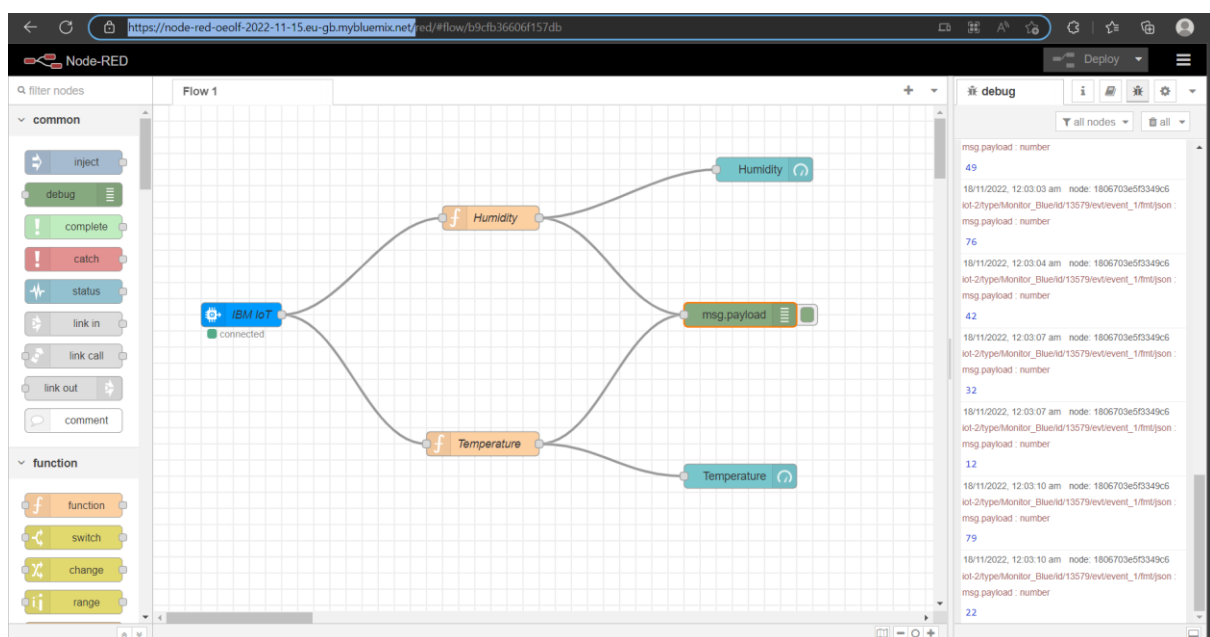 https://node-red-oeolf-2022-11-15.eu-gb.mybluemix.net/red/#flow/b9cfb36606f157db
Node-RED
Deploy
filter nodes
Flow 1
debug
i
common
all nodes
all
inject
debug
complete
catch
status
link in
link call
link out
comment
function
function
switch
change
range
Humidity
Humidity
IBM IoT
connected
msg.payload
Temperature
Temperature
msg.payload : number
49
18/11/2022, 12:03:03 am node: 1806703e5f3349c6
iot-2/type/Monitor_Blue/id/13579/evt/event_1/fmt/json :
msg.payload : number
76
18/11/2022, 12:03:04 am node: 1806703e5f3349c6
iot-2/type/Monitor_Blue/id/13579/evt/event_1/fmt/json :
msg.payload : number
42
18/11/2022, 12:03:07 am node: 1806703e5f3349c6
iot-2/type/Monitor_Blue/id/13579/evt/event_1/fmt/json :
msg.payload : number
32
18/11/2022, 12:03:07 am node: 1806703e5f3349c6
iot-2/type/Monitor_Blue/id/13579/evt/event_1/fmt/json :
msg.payload : number
12
18/11/2022, 12:03:10 am node: 1806703e5f3349c6
iot-2/type/Monitor_Blue/id/13579/evt/event_1/fmt/json :
msg.payload : number
79
18/11/2022, 12:03:10 am node: 1806703e5f3349c6
iot-2/type/Monitor_Blue/id/13579/evt/event_1/fmt/json :
msg.payload : number
22